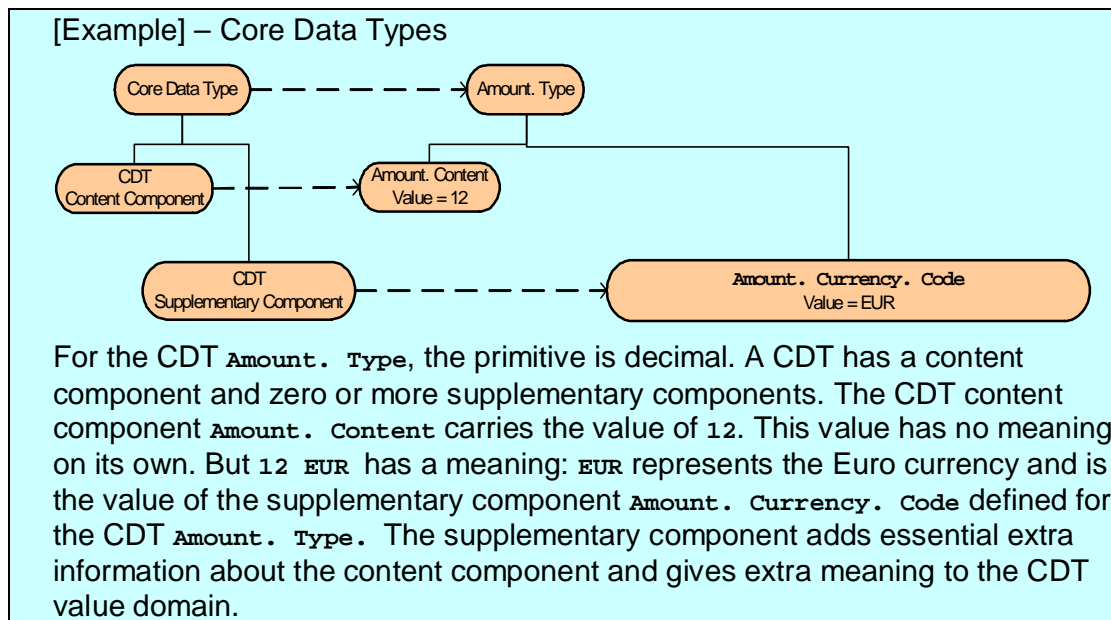 [Example] – Core Data Types
Core Data Type
Amount. Type
CDT
Content Component
Amount. Content
Value = 12
CDT
Supplementary Component
Amount. Currency. Code
Value = EUR
For the CDT Amount. Type, the primitive is decimal. A CDT has a content
component and zero or more supplementary components. The CDT content
component Amount. Content carries the value of 12. This value has no meaning
on its own. But 12 EUR has a meaning: EUR represents the Euro currency and is
the value of the supplementary component Amount. Currency. Code defined for
the CDT Amount. Type. The supplementary component adds essential extra
information about the content component and gives extra meaning to the CDT
value domain.